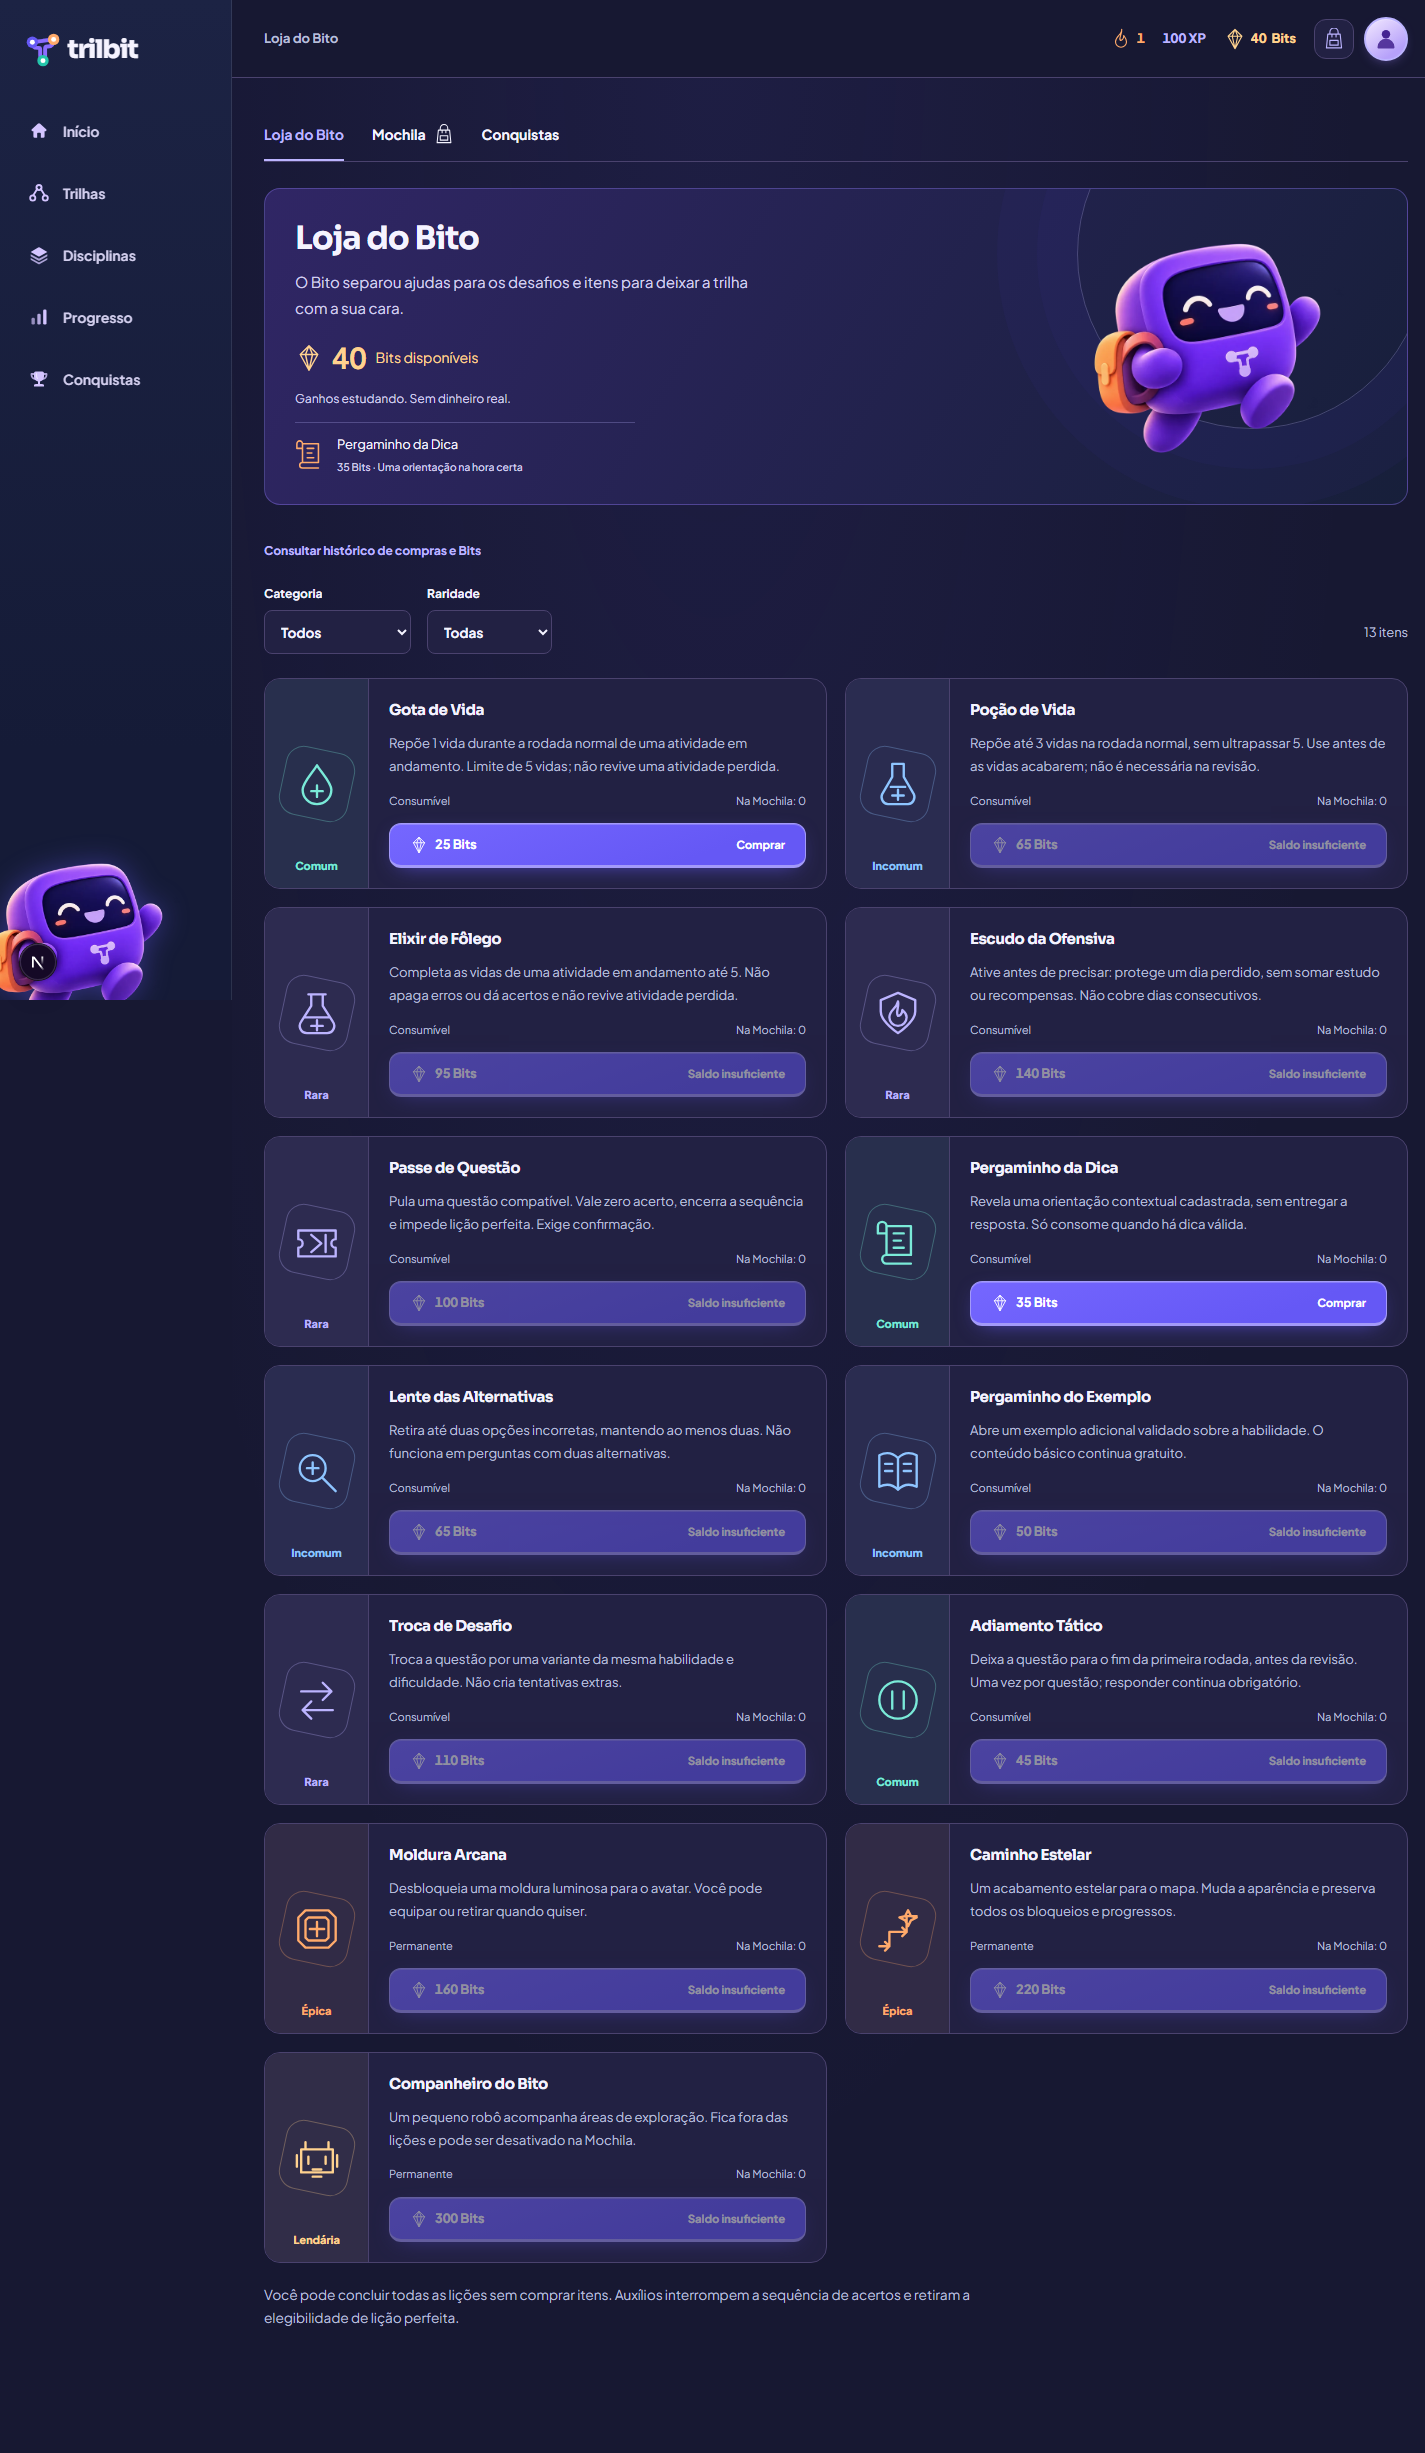 trilbit
Loja do Bito
1
100 XP
40 Bits
Início
Trilhas
Disciplinas
Progresso
Conquistas
N
Loja do Bito
Mochila
Conquistas
Loja do Bito
O Bito separou ajudas para os desafios e itens para deixar a trilha
com a sua cara.
40 Bits disponíveis
Ganhos estudando. Sem dinheiro real.
Pergaminho da Dica
35 Bits · Uma orientação na hora certa
Consultar histórico de compras e Bits
Categoria
Raridade
Todos
Todas
13 itens
Gota de Vida
Repõe 1 vida durante a rodada normal de uma atividade em
andamento. Limite de 5 vidas; não revive uma atividade perdida.
Consumível
Na Mochila: 0
25 Bits
Comprar
Comum
Poção de Vida
Repõe até 3 vidas na rodada normal, sem ultrapassar 5. Use antes de
as vidas acabarem; não é necessária na revisão.
Consumível
Na Mochila: 0
65 Bits
Saldo insuficiente
Incomum
Elixir de Fôlego
Completa as vidas de uma atividade em andamento até 5. Não
apaga erros ou dá acertos e não revive atividade perdida.
Consumível
Na Mochila: 0
95 Bits
Saldo insuficiente
Rara
Escudo da Ofensiva
Ative antes de precisar: protege um dia perdido, sem somar estudo
ou recompensas. Não cobre dias consecutivos.
Consumível
Na Mochila: 0
140 Bits
Saldo insuficiente
Rara
Passe de Questão
Pula uma questão compatível. Vale zero acerto, encerra a sequência
e impede lição perfeita. Exige confirmação.
Consumível
Na Mochila: 0
100 Bits
Saldo insuficiente
Rara
Pergaminho da Dica
Revela uma orientação contextual cadastrada, sem entregar a
resposta. Só consome quando há dica válida.
Consumível
Na Mochila: 0
35 Bits
Comprar
Comum
Lente das Alternativas
Retira até duas opções incorretas, mantendo ao menos duas. Não
funciona em perguntas com duas alternativas.
Consumível
Na Mochila: 0
65 Bits
Saldo insuficiente
Incomum
Pergaminho do Exemplo
Abre um exemplo adicional validado sobre a habilidade. O
conteúdo básico continua gratuito.
Consumível
Na Mochila: 0
50 Bits
Saldo insuficiente
Incomum
Troca de Desafio
Troca a questão por uma variante da mesma habilidade e
dificuldade. Não cria tentativas extras.
Consumível
Na Mochila: 0
110 Bits
Saldo insuficiente
Rara
Adiamento Tático
Deixa a questão para o fim da primeira rodada, antes da revisão.
Uma vez por questão; responder continua obrigatório.
Consumível
Na Mochila: 0
45 Bits
Saldo insuficiente
Comum
Moldura Arcana
Desbloqueia uma moldura luminosa para o avatar. Você pode
equipar ou retirar quando quiser.
Permanente
Na Mochila: 0
160 Bits
Saldo insuficiente
Épica
Caminho Estelar
Um acabamento estelar para o mapa. Muda a aparência e preserva
todos os bloqueios e progressos.
Permanente
Na Mochila: 0
220 Bits
Saldo insuficiente
Épica
Companheiro do Bito
Um pequeno robô acompanha áreas de exploração. Fica fora das
lições e pode ser desativado na Mochila.
Permanente
Na Mochila: 0
300 Bits
Saldo insuficiente
Lendária
Você pode concluir todas as lições sem comprar itens. Auxílios interrompem a sequência de acertos e retiram a
elegibilidade de lição perfeita.